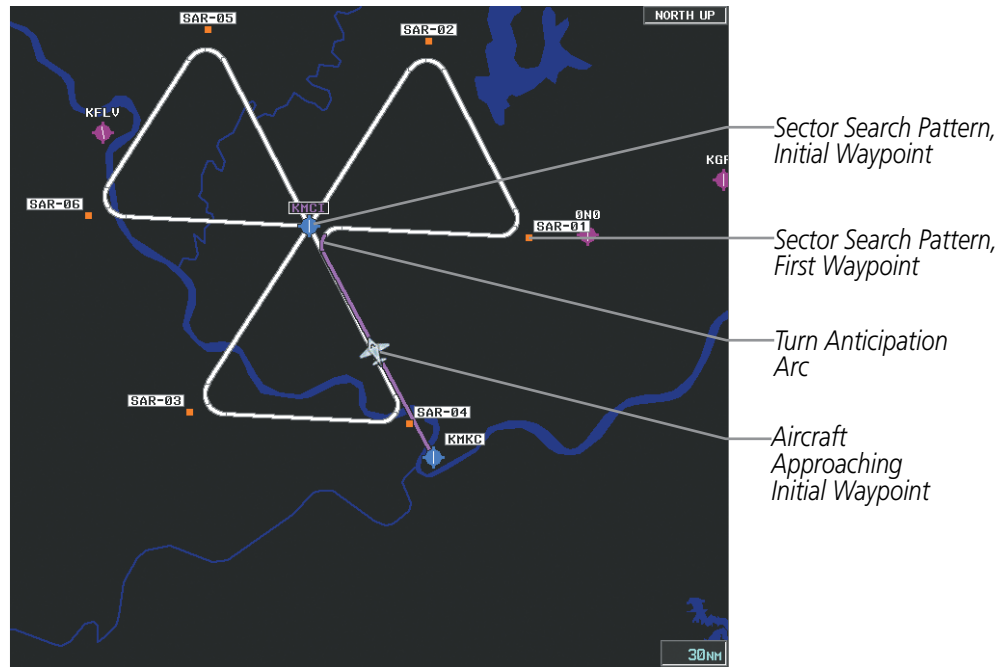 SAR-05
NORTH UP
SAR-02
KFLV
Sector Search Pattern,
Initial Waypoint
KGP
SAR-06
KMCI
0N0
SAR-01
Sector Search Pattern,
First Waypoint
Turn Anticipation
Arc
SAR-03
SAR-04
KMKC
Aircraft
Approaching
Initial Waypoint
30NM